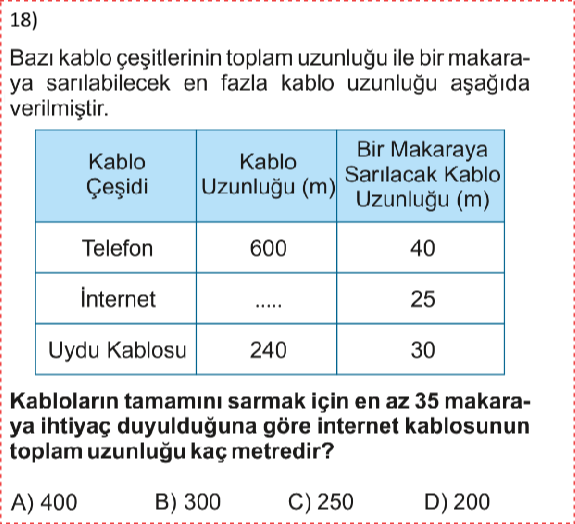 18)
Bazı kablo çeşitlerinin toplam uzunluğu ile bir makara-
ya sarılabilecek en fazla kablo uzunluğu aşağıda
verilmiştir.
Kablo Çeşidi
Kablo Uzunluğu (m)
Bir Makaraya Sarılacak Kablo Uzunluğu (m)
Telefon 600 40
İnternet ..... 25
Uydu Kablosu 240 30
Kabloların tamamını sarmak için en az 35 makara-
ya ihtiyaç duyulduğuna göre internet kablosunun
toplam uzunluğu kaç metredir?
A) 400 B) 300 C) 250 D) 200